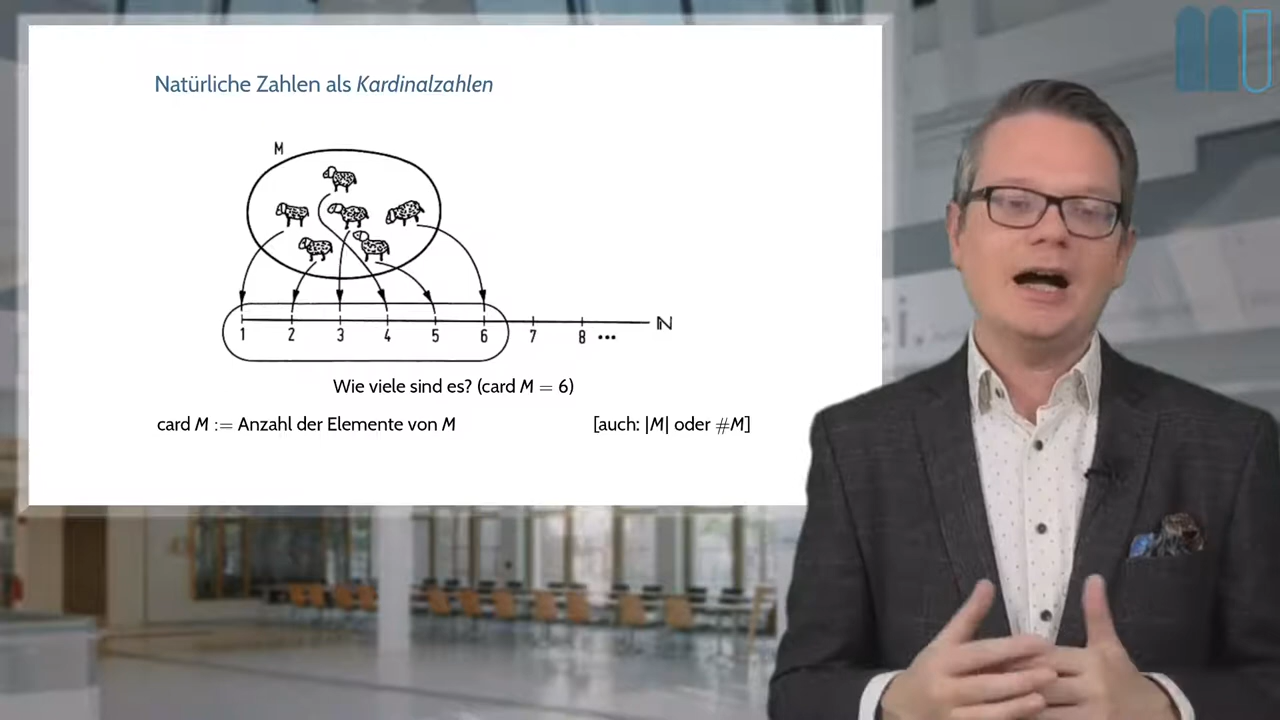 Natürliche Zahlen als Kardinalzahlen
M
1 2 3 4 5 6 7 8 ••• ℕ
Wie viele sind es? (card M = 6)
card M := Anzahl der Elemente von M [auch: |M| oder #M]